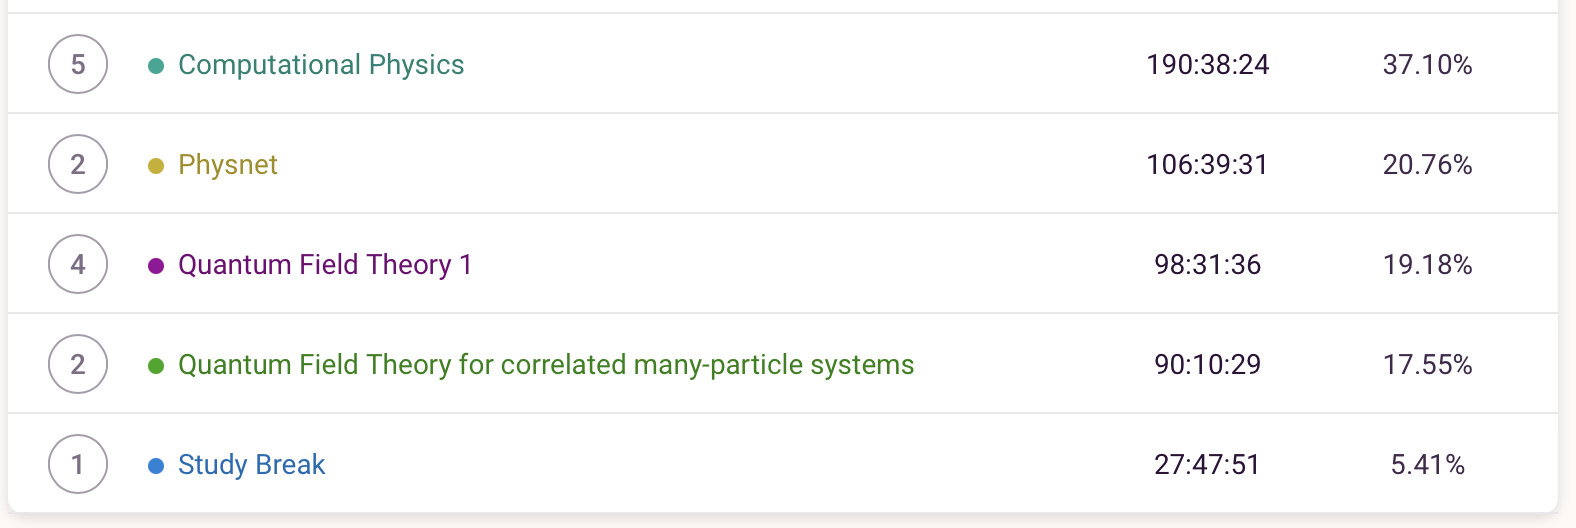 5 Computational Physics 190:38:24 37.10%
2 Physnet 106:39:31 20.76%
4 Quantum Field Theory 1 98:31:36 19.18%
2 Quantum Field Theory for correlated many-particle systems 90:10:29 17.55%
1 Study Break 27:47:51 5.41%